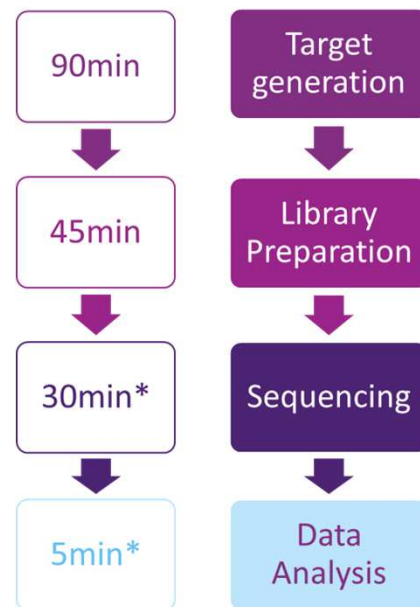 90min
Target
generation
45min
Library
Preparation
30min*
Sequencing
5min*
Data
Analysis